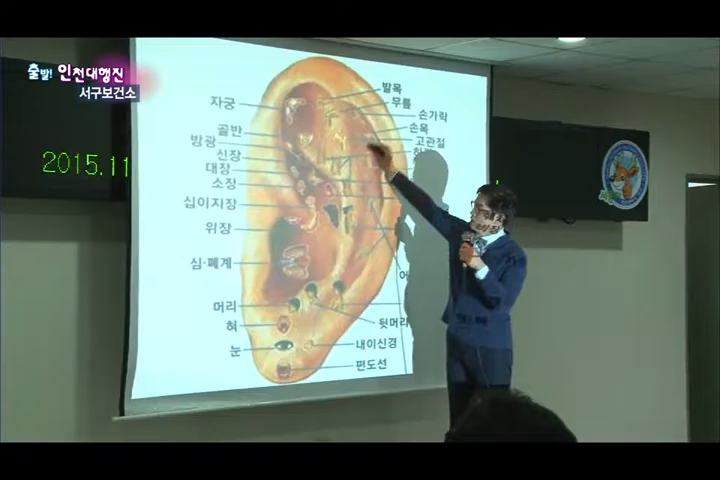 출발! 인천대행진
서구보건소
2015.11
자궁
골반
방광
신장
대장
소장
십이지장
위장
심·폐계
머리
혀
눈
발목
무릎
손가락
손목
고관절
뒷머리
내이신경
편도선